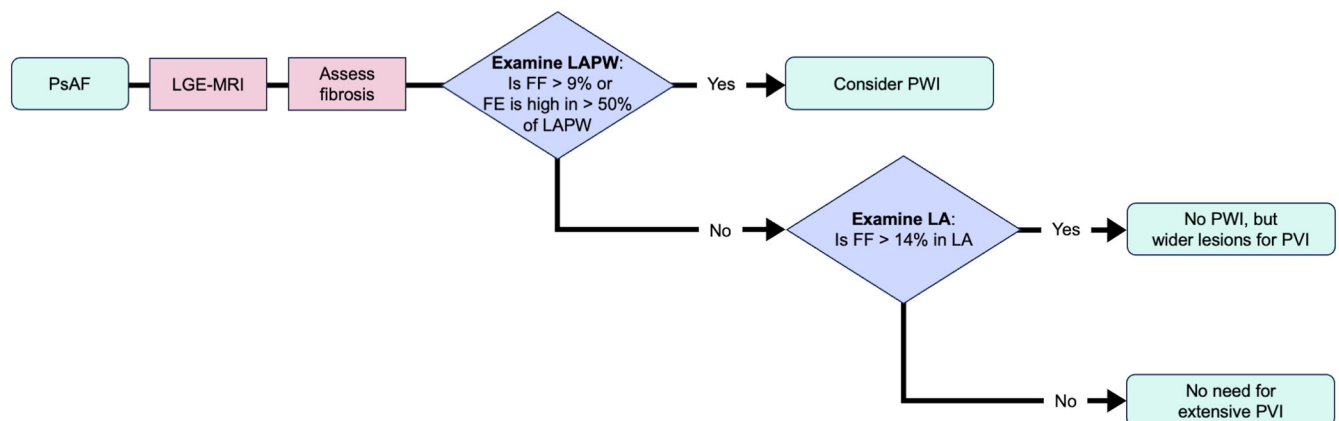 PsAF
LGE-MRI
Assess
fibrosis
Examine LAPW:
Is FF > 9% or
FE is high in > 50%
of LAPW
Yes
Consider PWI
No
Examine LA:
Is FF > 14% in LA
Yes
No PWI, but
wider lesions for PVI
No
No need for
extensive PVI